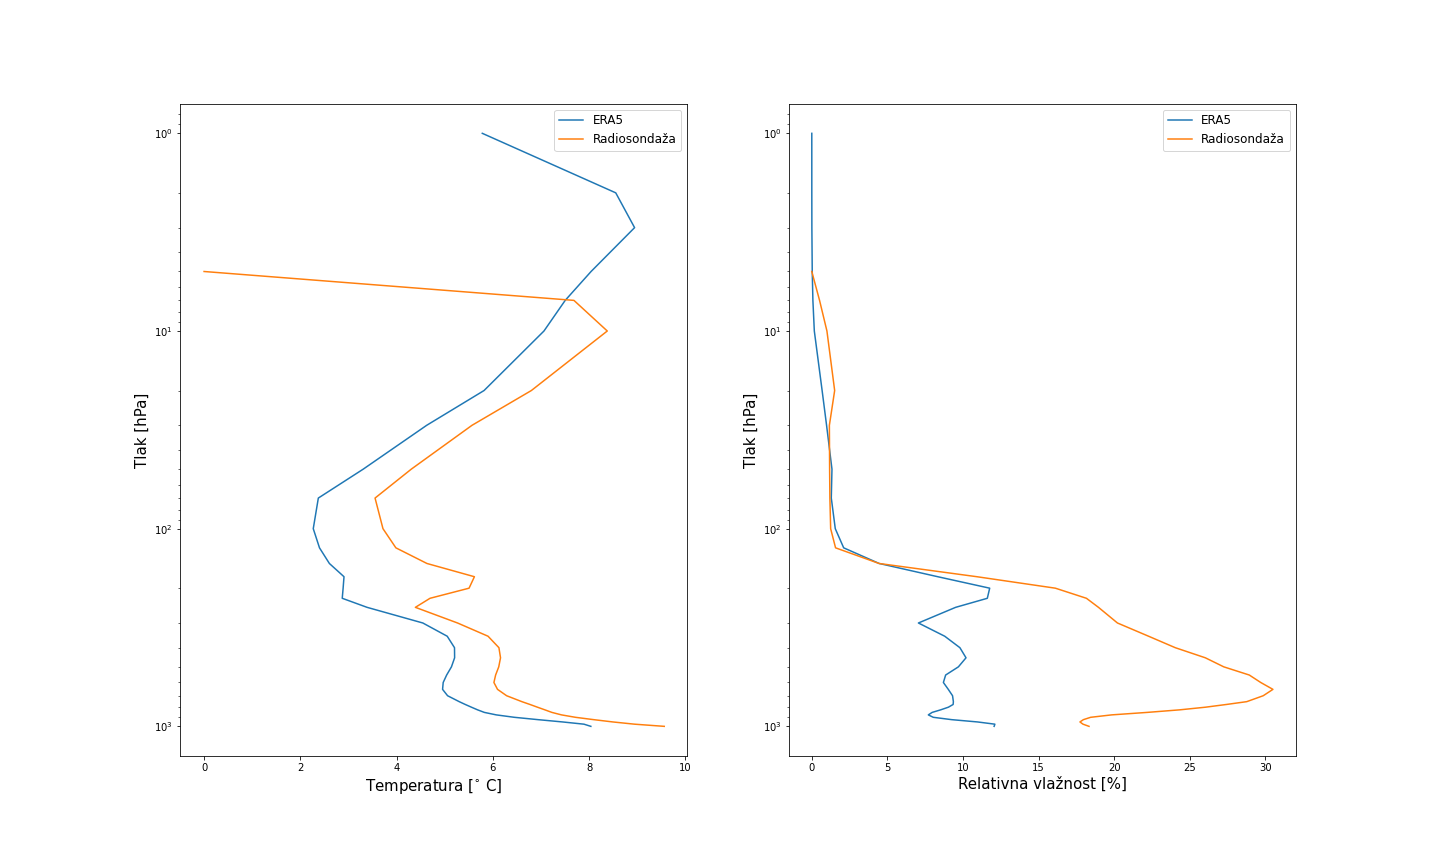 ERA5
Radiosondaža
10⁰
10¹
10²
10³
Tlak [hPa]
0 2 4 6 8 10
Temperatura [° C]
ERA5
Radiosondaža
10⁰
10¹
10²
10³
Tlak [hPa]
0 5 10 15 20 25 30
Relativna vlažnost [%]